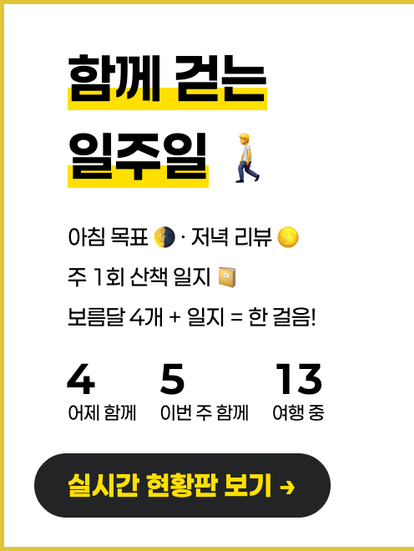 함께 걷는
일주일 🚶
아침 목표 🌗 · 저녁 리뷰 🌕
주 1회 산책 일지 📔
보름달 4개 + 일지 = 한 걸음!
4 5 13
어제 함께 이번 주 함께 여행 중
실시간 현황판 보기 →